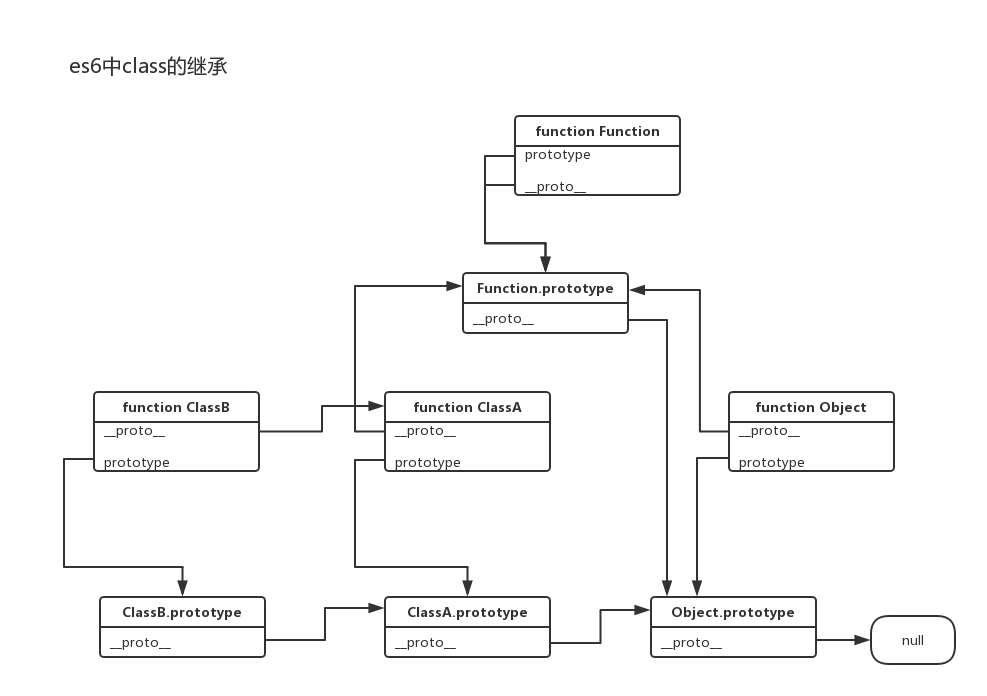 es6中class的继承
function Function
prototype
__proto__
Function.prototype
__proto__
function ClassB
__proto__
prototype
function ClassA
__proto__
prototype
function Object
__proto__
prototype
ClassB.prototype
__proto__
ClassA.prototype
__proto__
Object.prototype
__proto__
null